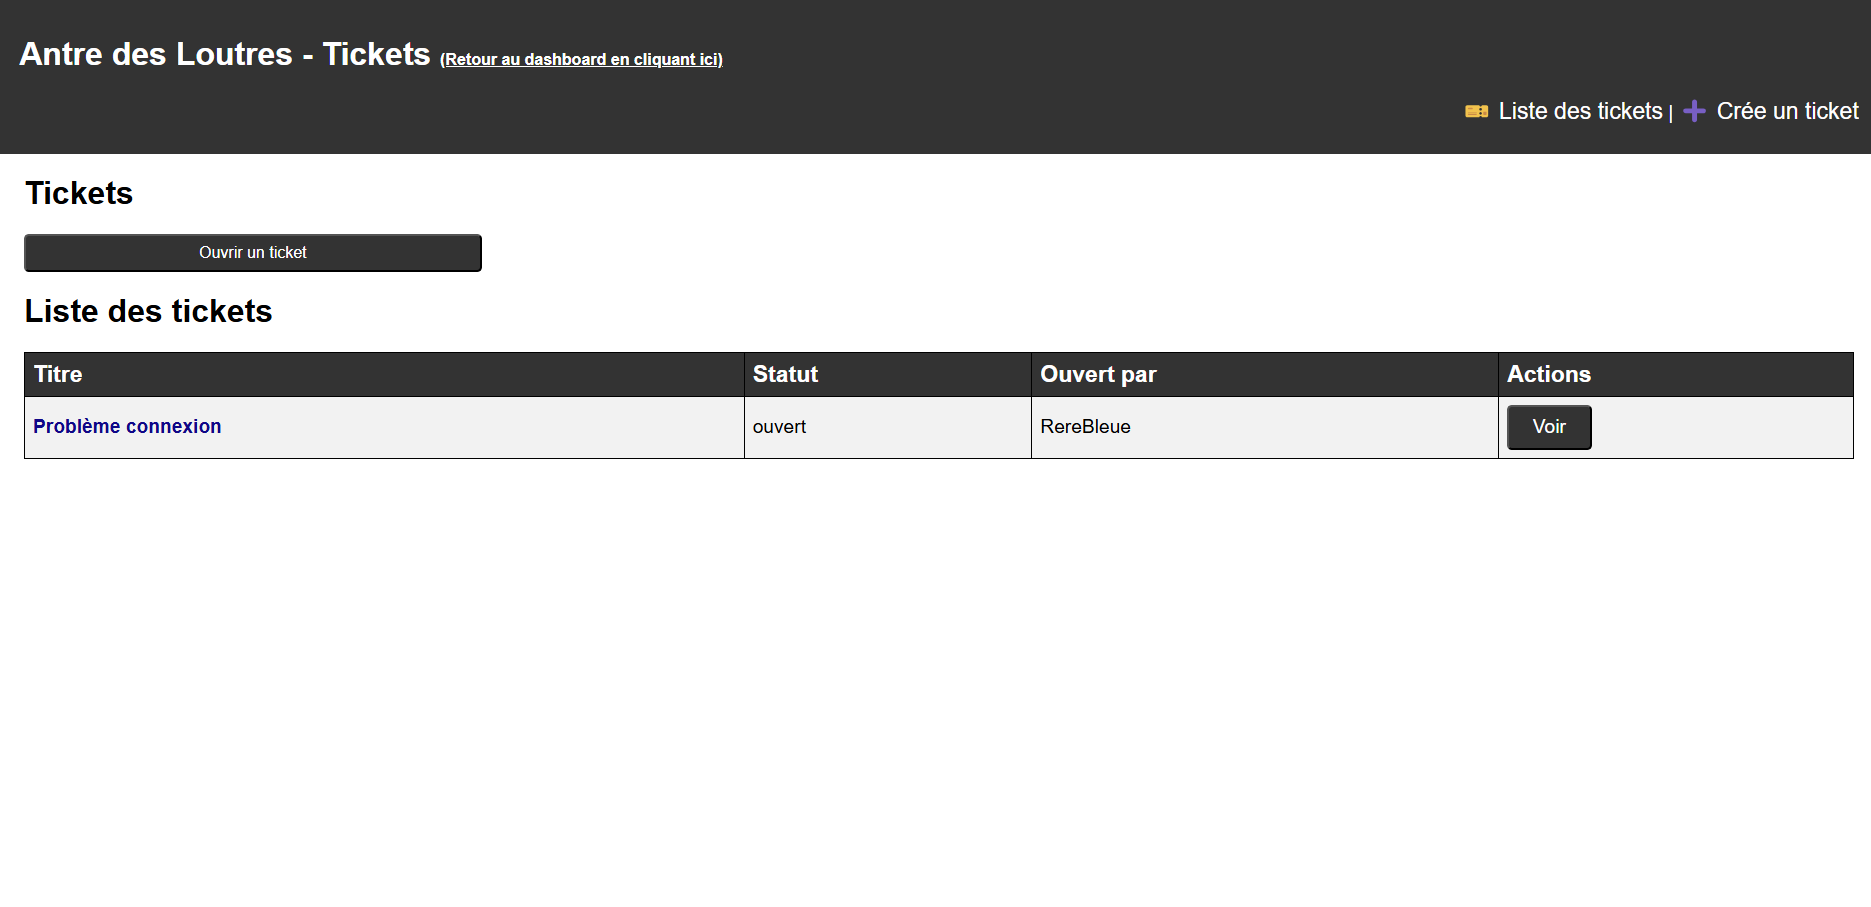 Antre des Loutres - Tickets (Retour au dashboard en cliquant ici)
Liste des tickets | Crée un ticket
Tickets
Ouvrir un ticket
Liste des tickets
Titre Statut Ouvert par Actions
Problème connexion ouvert RereBleue Voir